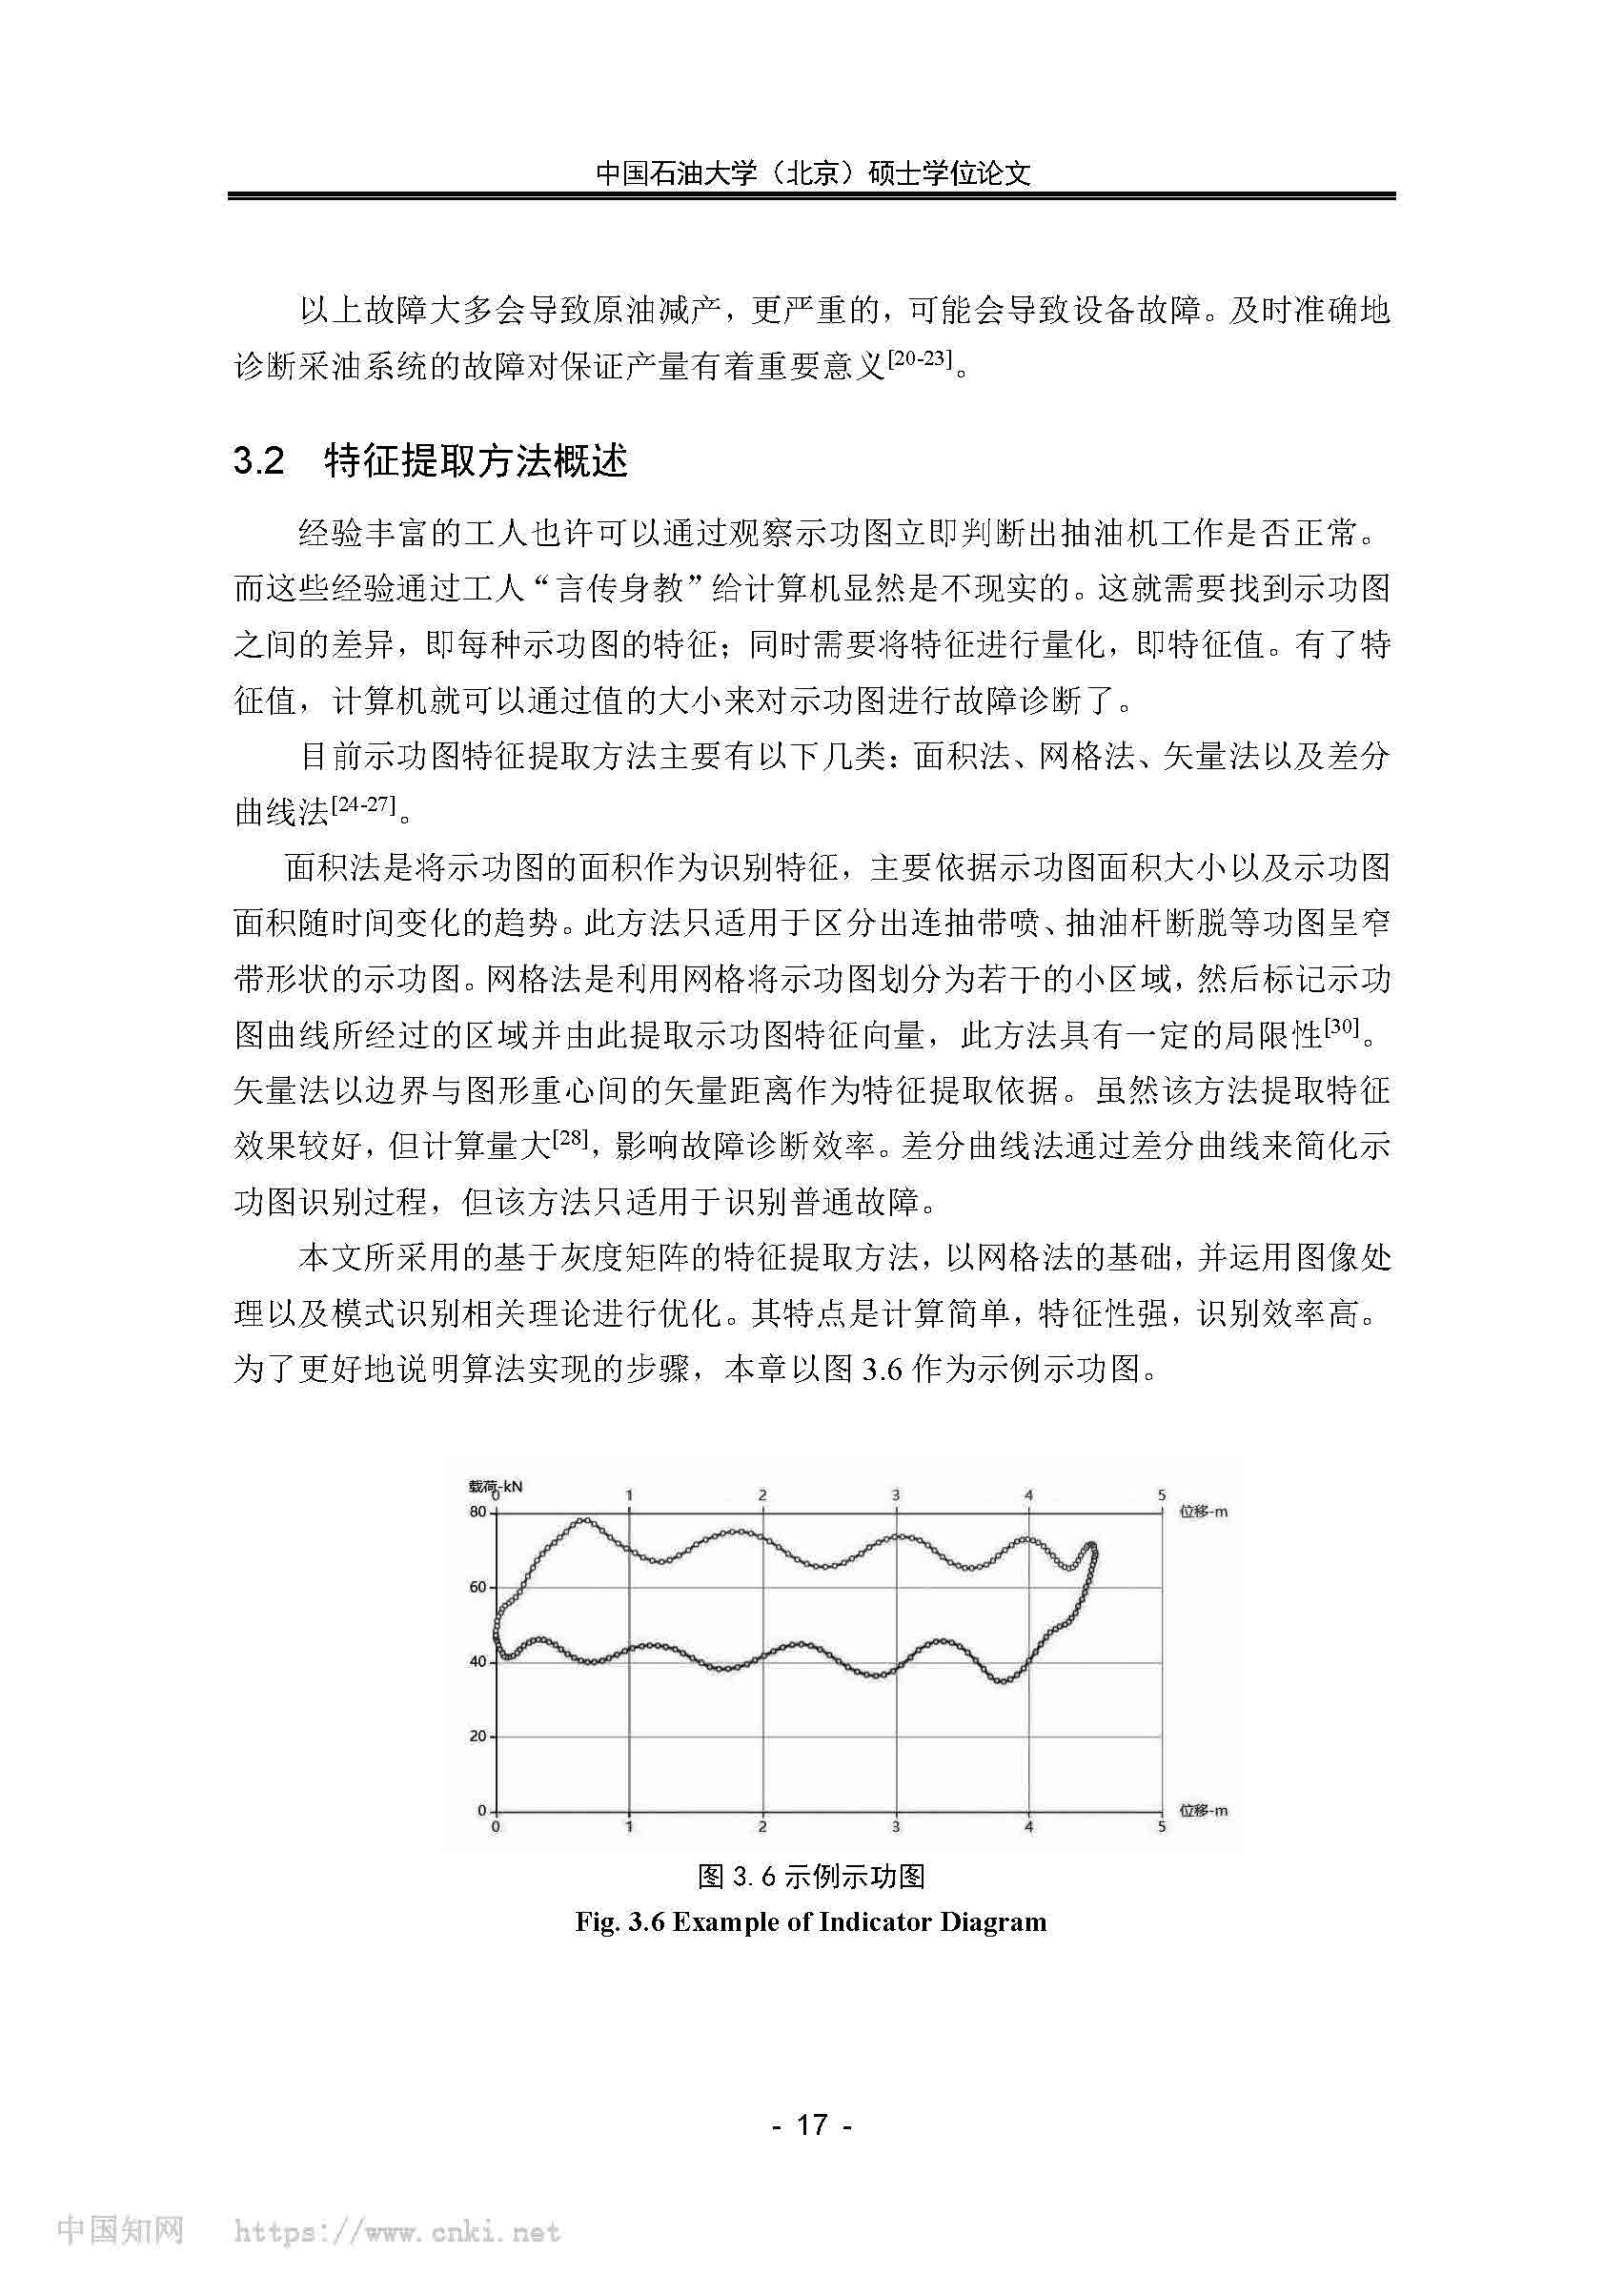 中国石油大学（北京）硕士学位论文
以上故障大多会导致原油减产，更严重的，可能会导致设备故障。及时准确地
诊断采油系统的故障对保证产量有着重要意义[20-23]。
3.2 特征提取方法概述
经验丰富的工人也许可以通过观察示功图立即判断出抽油机工作是否正常。
而这些经验通过工人“言传身教”给计算机显然是不现实的。这就需要找到示功图
之间的差异，即每种示功图的特征；同时需要将特征进行量化，即特征值。有了特
征值，计算机就可以通过值的大小来对示功图进行故障诊断了。
目前示功图特征提取方法主要有以下几类：面积法、网格法、矢量法以及差分
曲线法[24-27]。
面积法是将示功图的面积作为识别特征，主要依据示功图面积大小以及示功图
面积随时间变化的趋势。此方法只适用于区分出连抽带喷、抽油杆断脱等功图呈窄
带形状的示功图。网格法是利用网格将示功图划分为若干的小区域，然后标记示功
图曲线所经过的区域并由此提取示功图特征向量，此方法具有一定的局限性[30]。
矢量法以边界与图形重心间的矢量距离作为特征提取依据。虽然该方法提取特征
效果较好，但计算量大[28]，影响故障诊断效率。差分曲线法通过差分曲线来简化示
功图识别过程，但该方法只适用于识别普通故障。
本文所采用的基于灰度矩阵的特征提取方法，以网格法的基础，并运用图像处
理以及模式识别相关理论进行优化。其特点是计算简单，特征性强，识别效率高。
为了更好地说明算法实现的步骤，本章以图 3.6 作为示例示功图。
载荷-kN
0 1 2 3 4 5
80 位移-m
60
40
20
0 位移-m
0 1 2 3 4 5
图 3.6 示例示功图
Fig. 3.6 Example of Indicator Diagram
- 17 -
中国知网 https://www.cnki.net